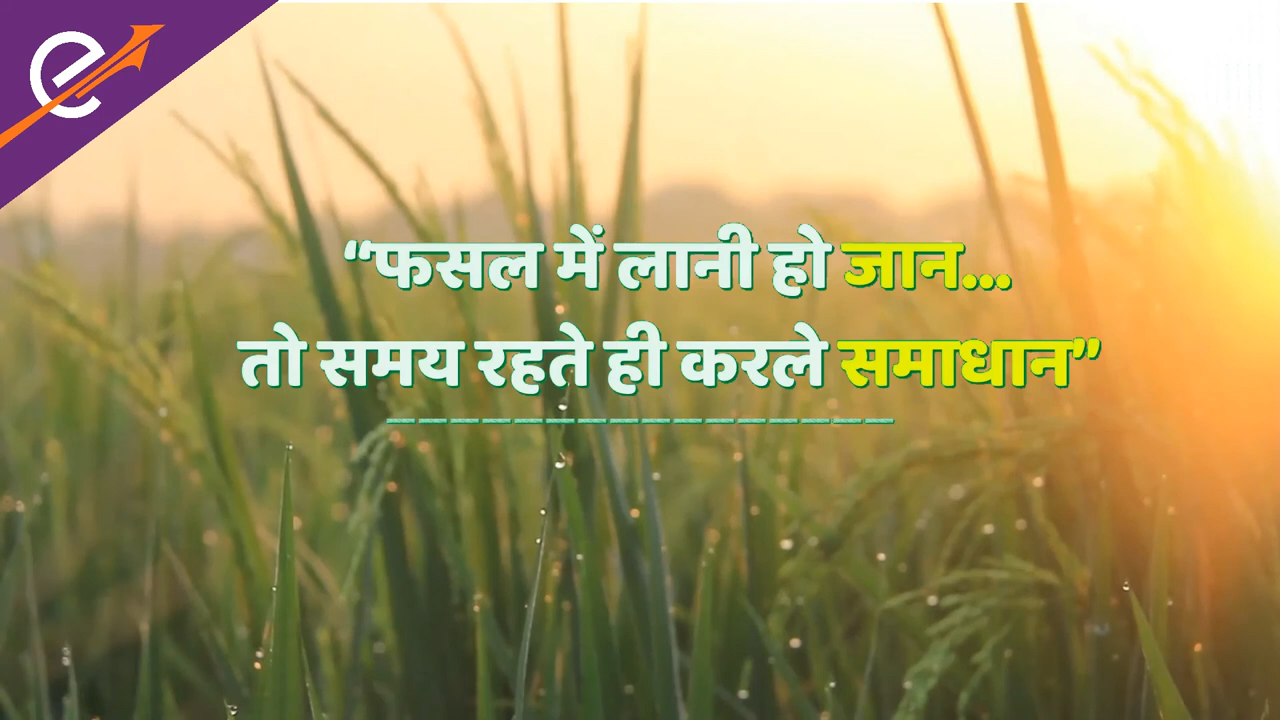 “फसल में लानी हो जान...
तो समय रहते ही करले समाधान”